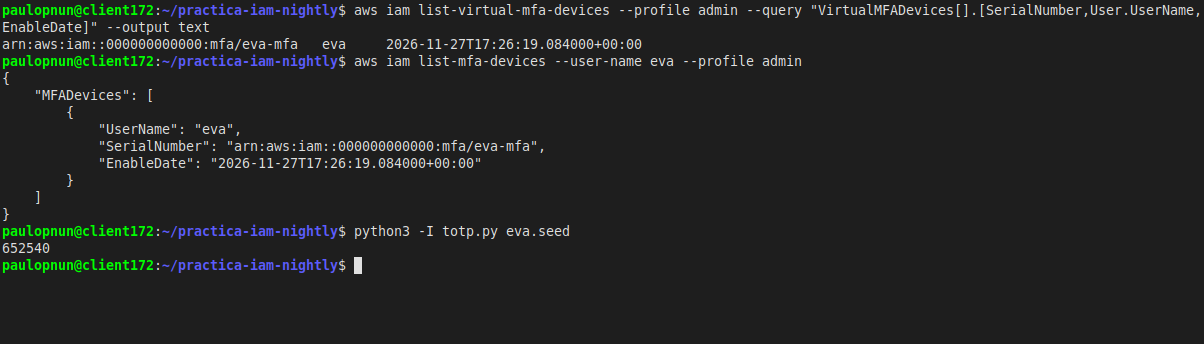 paulopnun@client172:~/practica-iam-nightly$ aws iam list-virtual-mfa-devices --profile admin --query "VirtualMFADevices[].[SerialNumber,User.UserName,
EnableDate]" --output text
arn:aws:iam::000000000000:mfa/eva-mfa   eva     2026-11-27T17:26:19.084000+00:00
paulopnun@client172:~/practica-iam-nightly$ aws iam list-mfa-devices --user-name eva --profile admin
{
    "MFADevices": [
        {
            "UserName": "eva",
            "SerialNumber": "arn:aws:iam::000000000000:mfa/eva-mfa",
            "EnableDate": "2026-11-27T17:26:19.084000+00:00"
        }
    ]
}
paulopnun@client172:~/practica-iam-nightly$ python3 -I totp.py eva.seed
652540
paulopnun@client172:~/practica-iam-nightly$